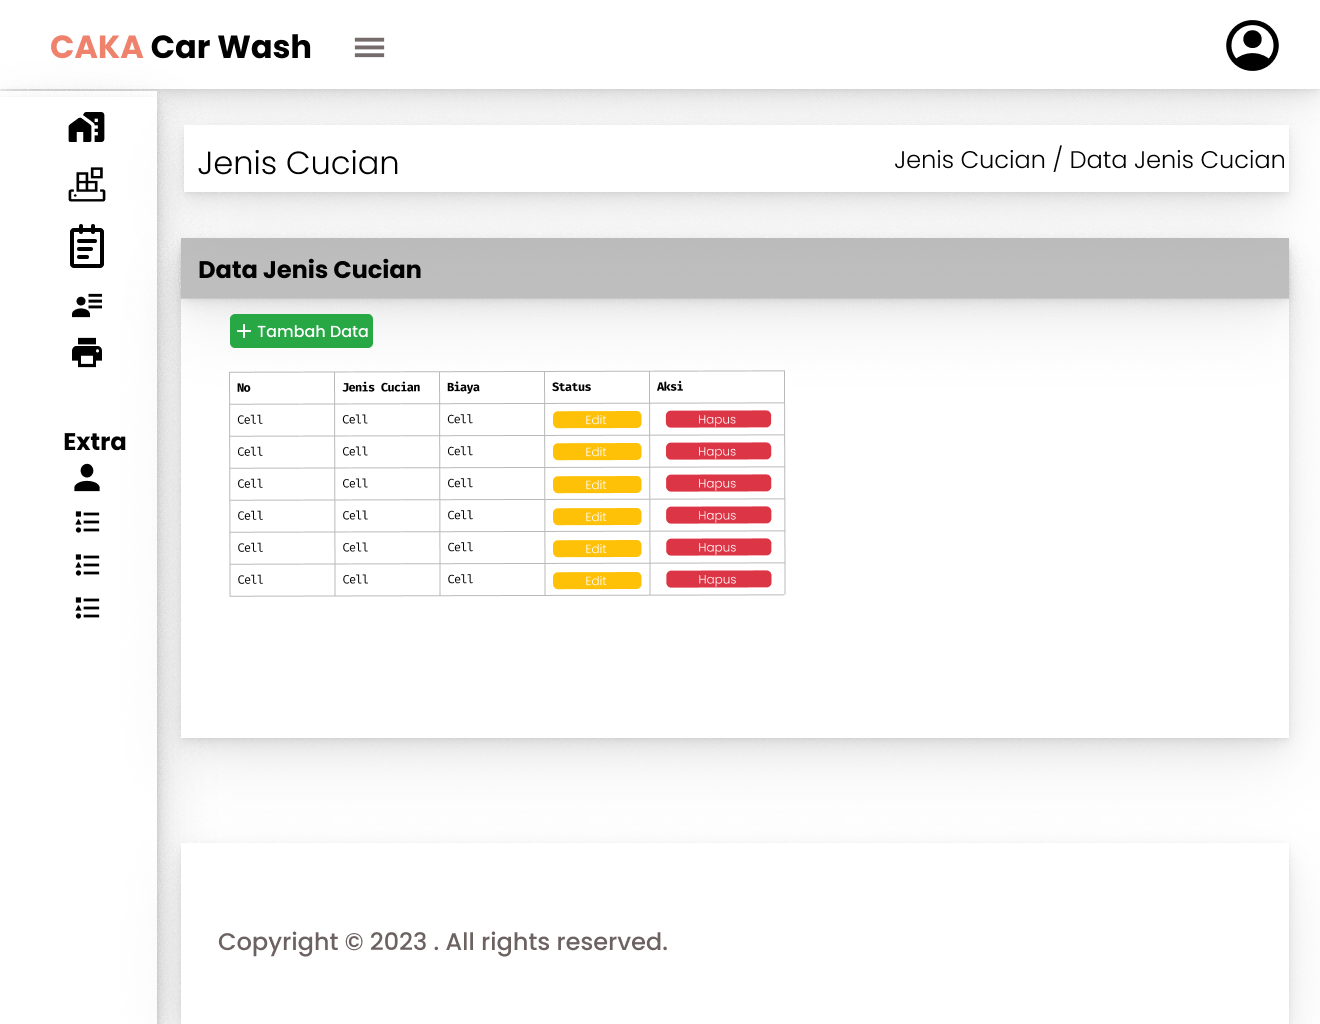 CAKA Car Wash
Jenis Cucian
Jenis Cucian / Data Jenis Cucian
Data Jenis Cucian
+ Tambah Data
No Jenis Cucian Biaya Status Aksi
Cell Cell Cell Edit Hapus
Cell Cell Cell Edit Hapus
Cell Cell Cell Edit Hapus
Cell Cell Cell Edit Hapus
Cell Cell Cell Edit Hapus
Cell Cell Cell Edit Hapus
Extra
Copyright © 2023 . All rights reserved.